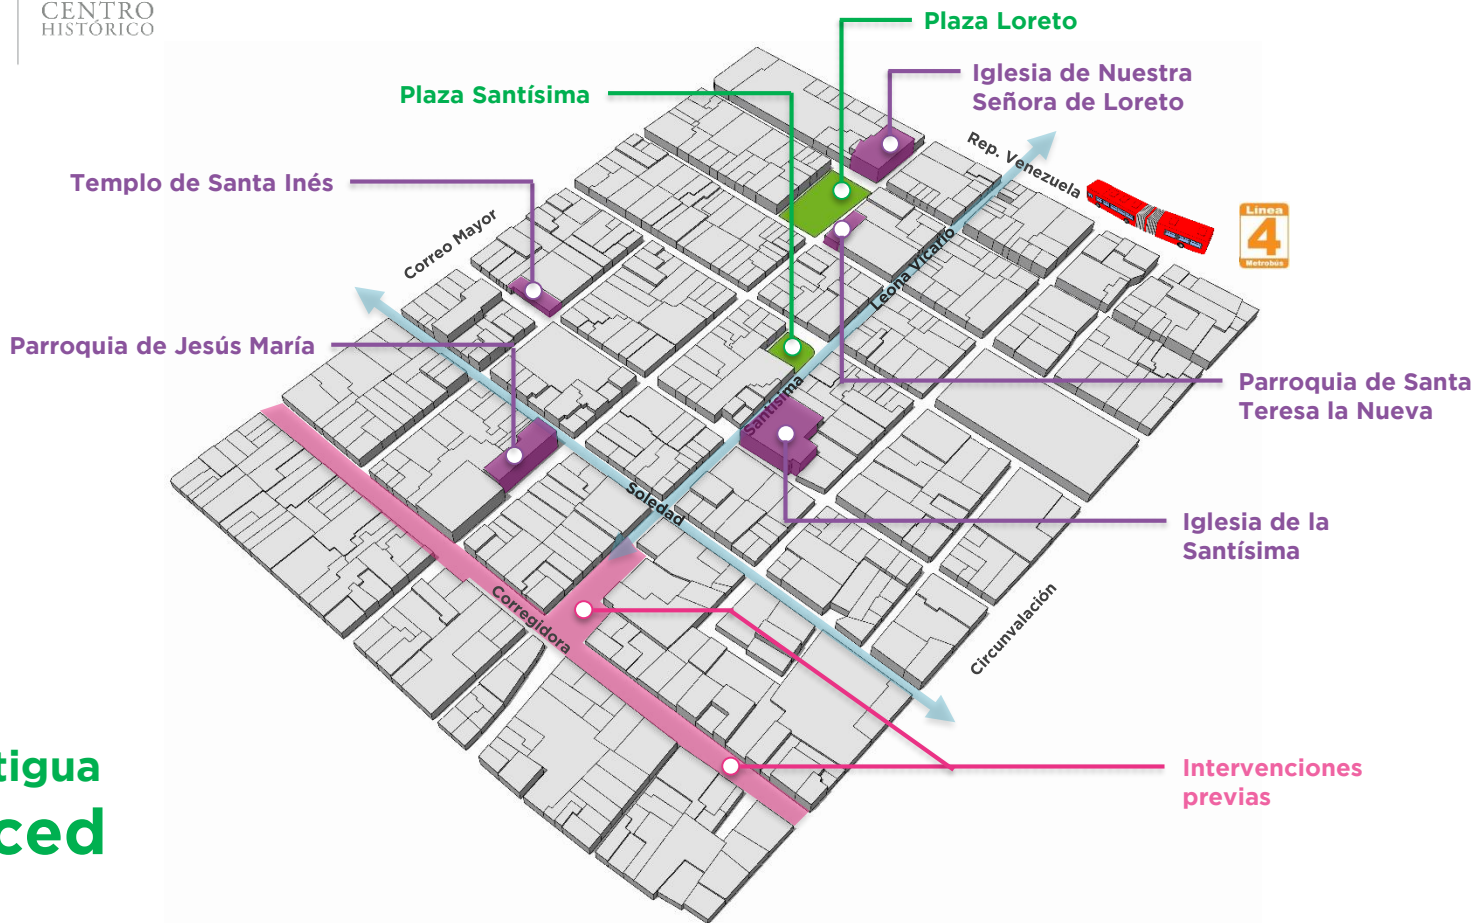 CENTRO
HISTÓRICO
Plaza Loreto
Iglesia de Nuestra
Señora de Loreto
Plaza Santísima
Rep. Venezuela
Templo de Santa Inés
Correo Mayor
Linea
4
Metrobús
Leona Vicario
Parroquia de Jesús María
Parroquia de Santa
Teresa la Nueva
Santísima
Soledad
Iglesia de la
Santísima
Corregidora
Circunvalación
tigua
ced
Intervenciones
previas